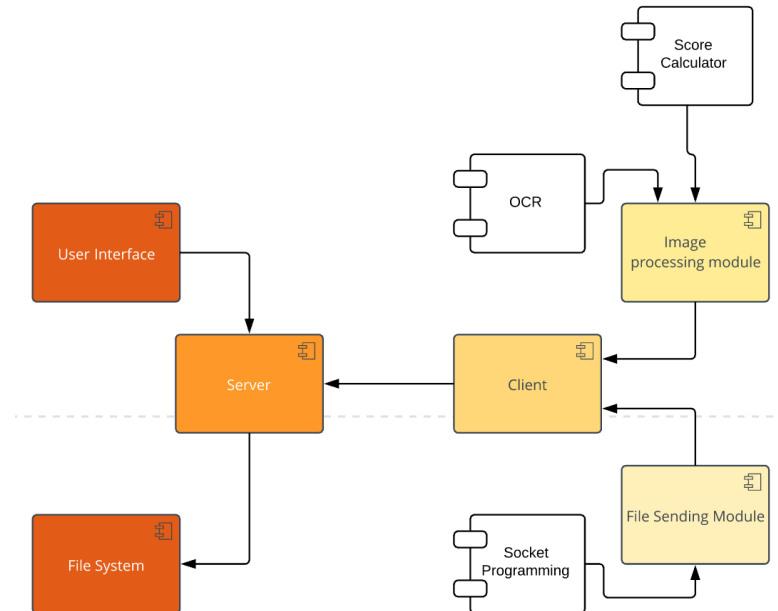 Score
Calculator
OCR
User Interface
Image
processing module
Server
Client
File Sending Module
File System
Socket
Programming